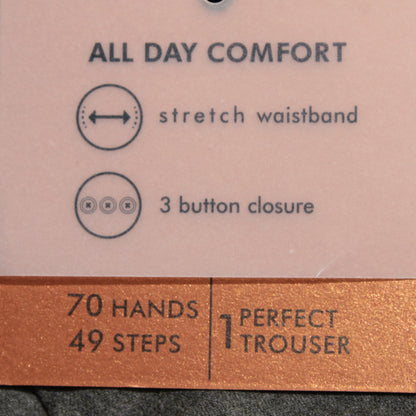 ALL DAY COMFORT
stretch waistband
3 button closure
70 HANDS
49 STEPS
1 PERFECT
TROUSER